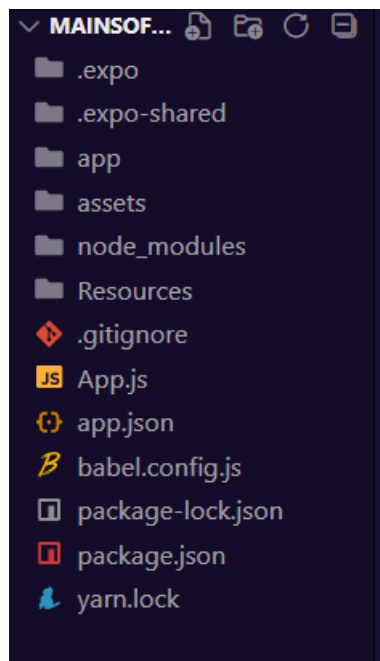 MAINSOF...
.expo
.expo-shared
app
assets
node_modules
Resources
.gitignore
JS App.js
app.json
babel.config.js
package-lock.json
package.json
yarn.lock